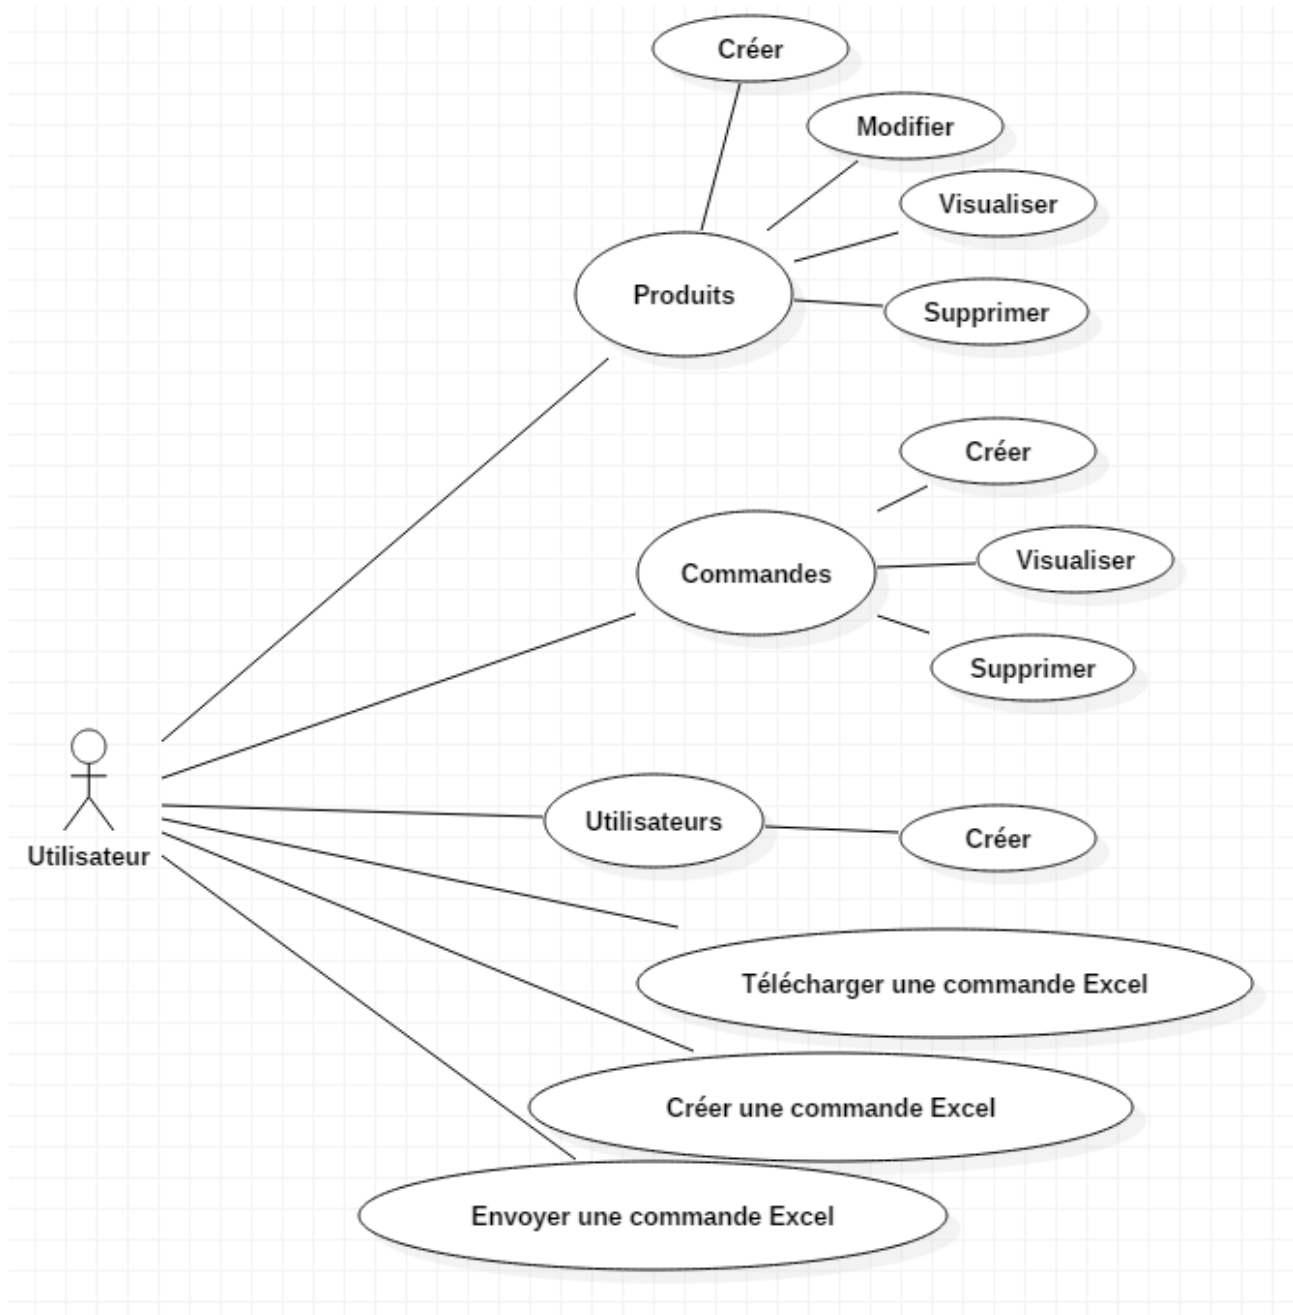 Créer
Modifier
Visualiser
Produits
Supprimer
Créer
Visualiser
Commandes
Supprimer
Utilisateur
Utilisateurs
Créer
Télécharger une commande Excel
Créer une commande Excel
Envoyer une commande Excel